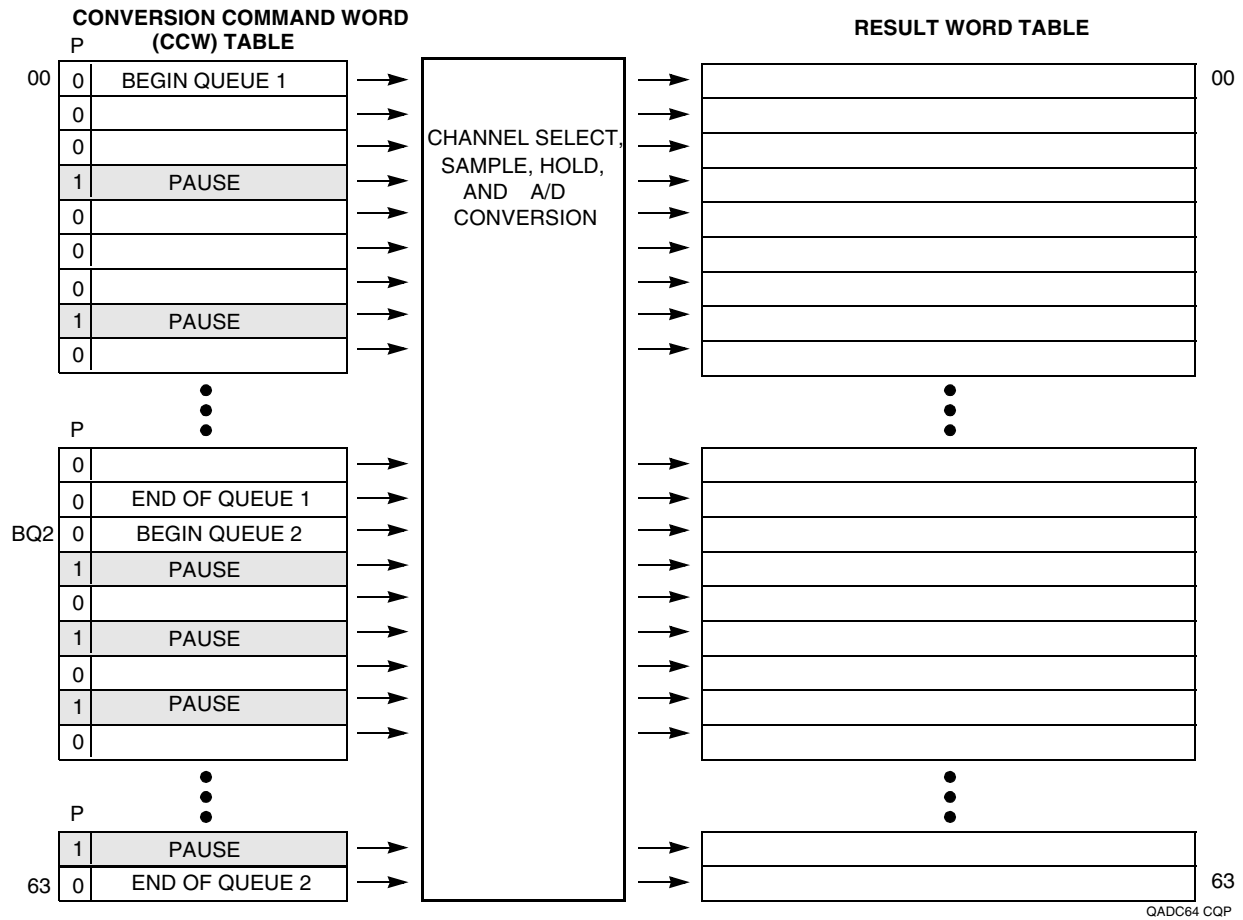 CONVERSION COMMAND WORD
(CCW) TABLE
RESULT WORD TABLE
P
00 0 BEGIN QUEUE 1 00
0
0
1 PAUSE
0
0
0
1 PAUSE
0
CHANNEL SELECT,
SAMPLE, HOLD,
AND A/D
CONVERSION
P
0
0 END OF QUEUE 1
BQ2 0 BEGIN QUEUE 2
1 PAUSE
0
1 PAUSE
0
1 PAUSE
0
P
1 PAUSE
63 0 END OF QUEUE 2 63
QADC64 CQP